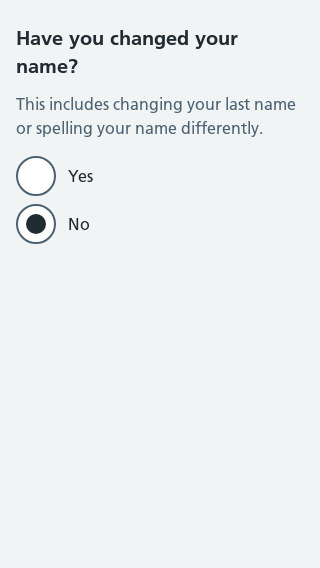 Have you changed your
name?
This includes changing your last name
or spelling your name differently.
Yes
No